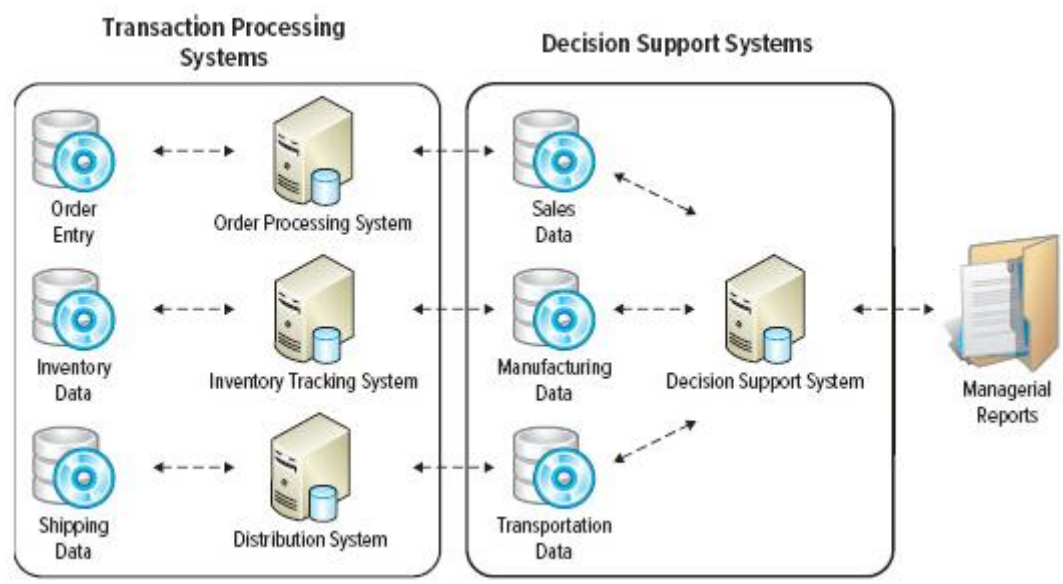 Transaction Processing
Systems
Decision Support Systems
Order
Entry
Order Processing System
Sales
Data
Inventory
Data
Inventory Tracking System
Manufacturing
Data
Decision Support System
Managerial
Reports
Shipping
Data
Distribution System
Transportation
Data